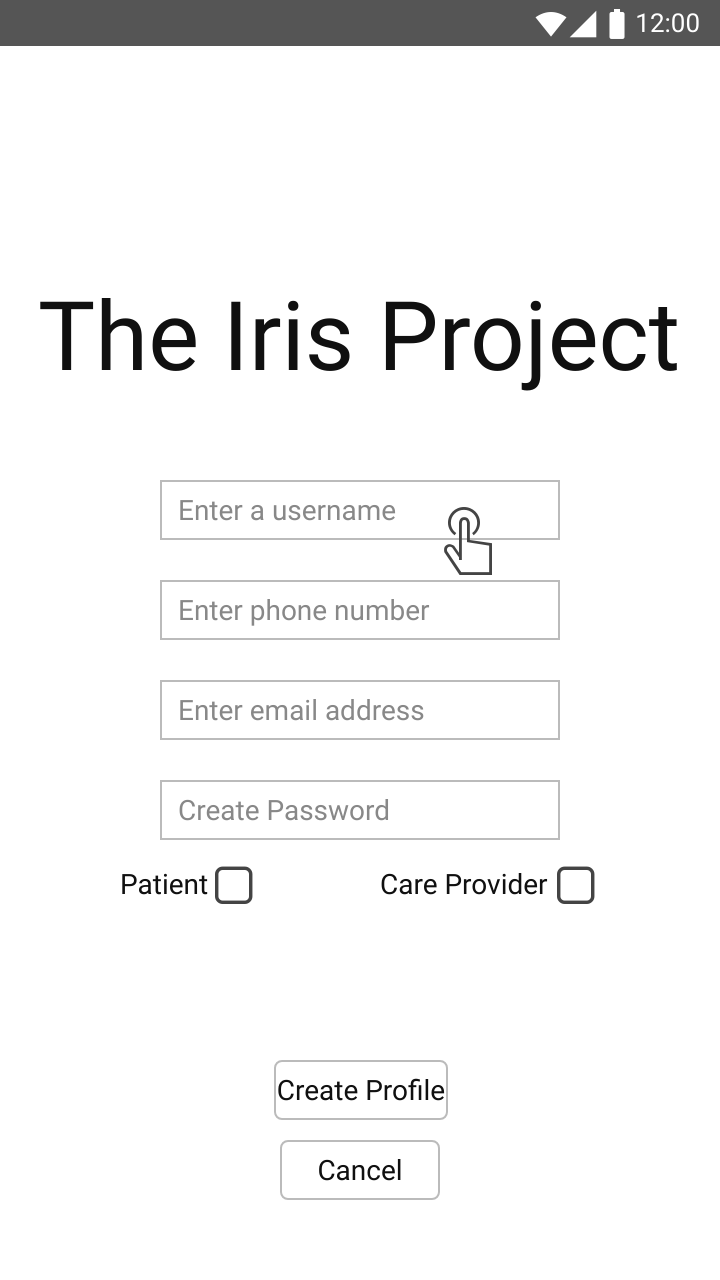 12:00
The Iris Project
Enter a username
Enter phone number
Enter email address
Create Password
Patient Care Provider
Create Profile
Cancel